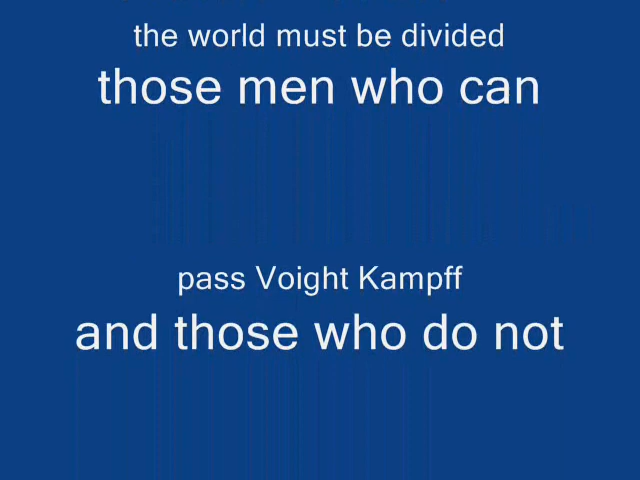 the world must be divided
those men who can
pass Voight Kampff
and those who do not